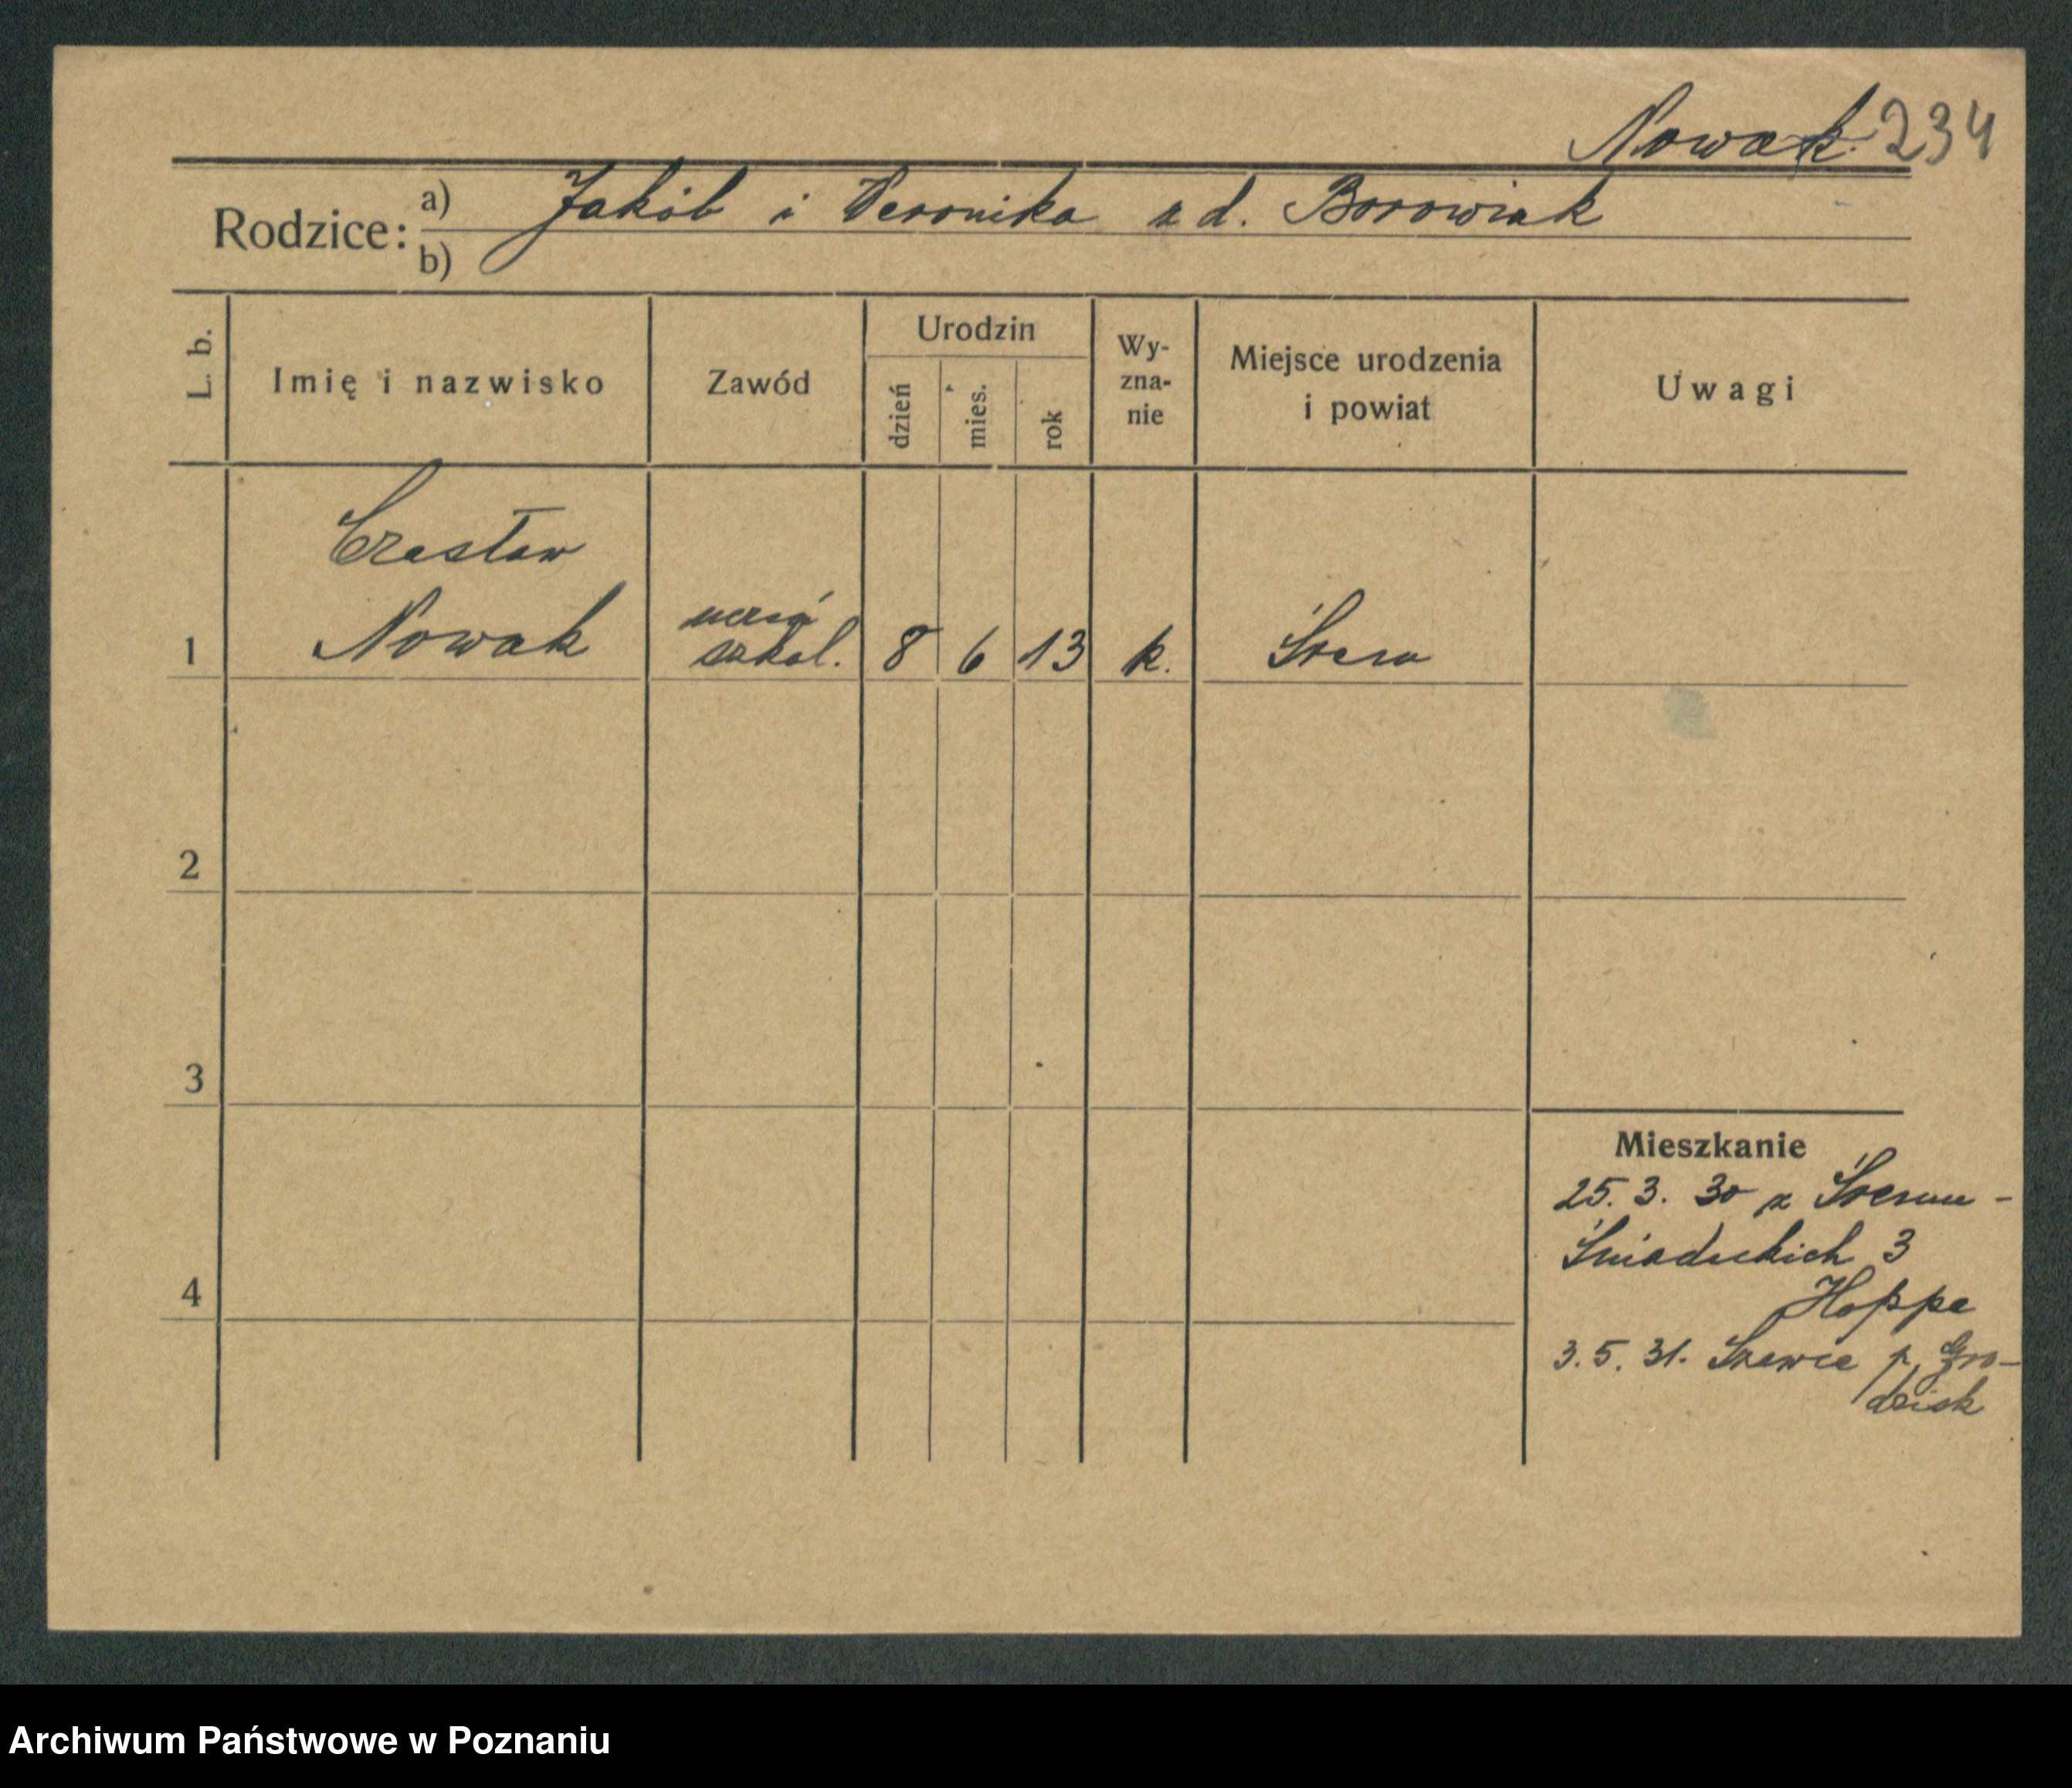 Nowak. 234
Rodzice: a) Jakób i Weronika z d. Borowiak
b)
L. b.
Imię i nazwisko
Zawód
Urodzin
dzień
mies.
rok
Wy-
zna-
nie
Miejsce urodzenia
i powiat
Uwagi
Czesław
1 Nowak
uczeń
szkol.
8 6 13 k. Śrem
2
3
4
Mieszkanie
25. 3. 30 z Śremu -
Śniadeckich 3
Hoppe
3. 5. 31. Szewce p. Gro-
dzisk
Archiwum Państwowe w Poznaniu